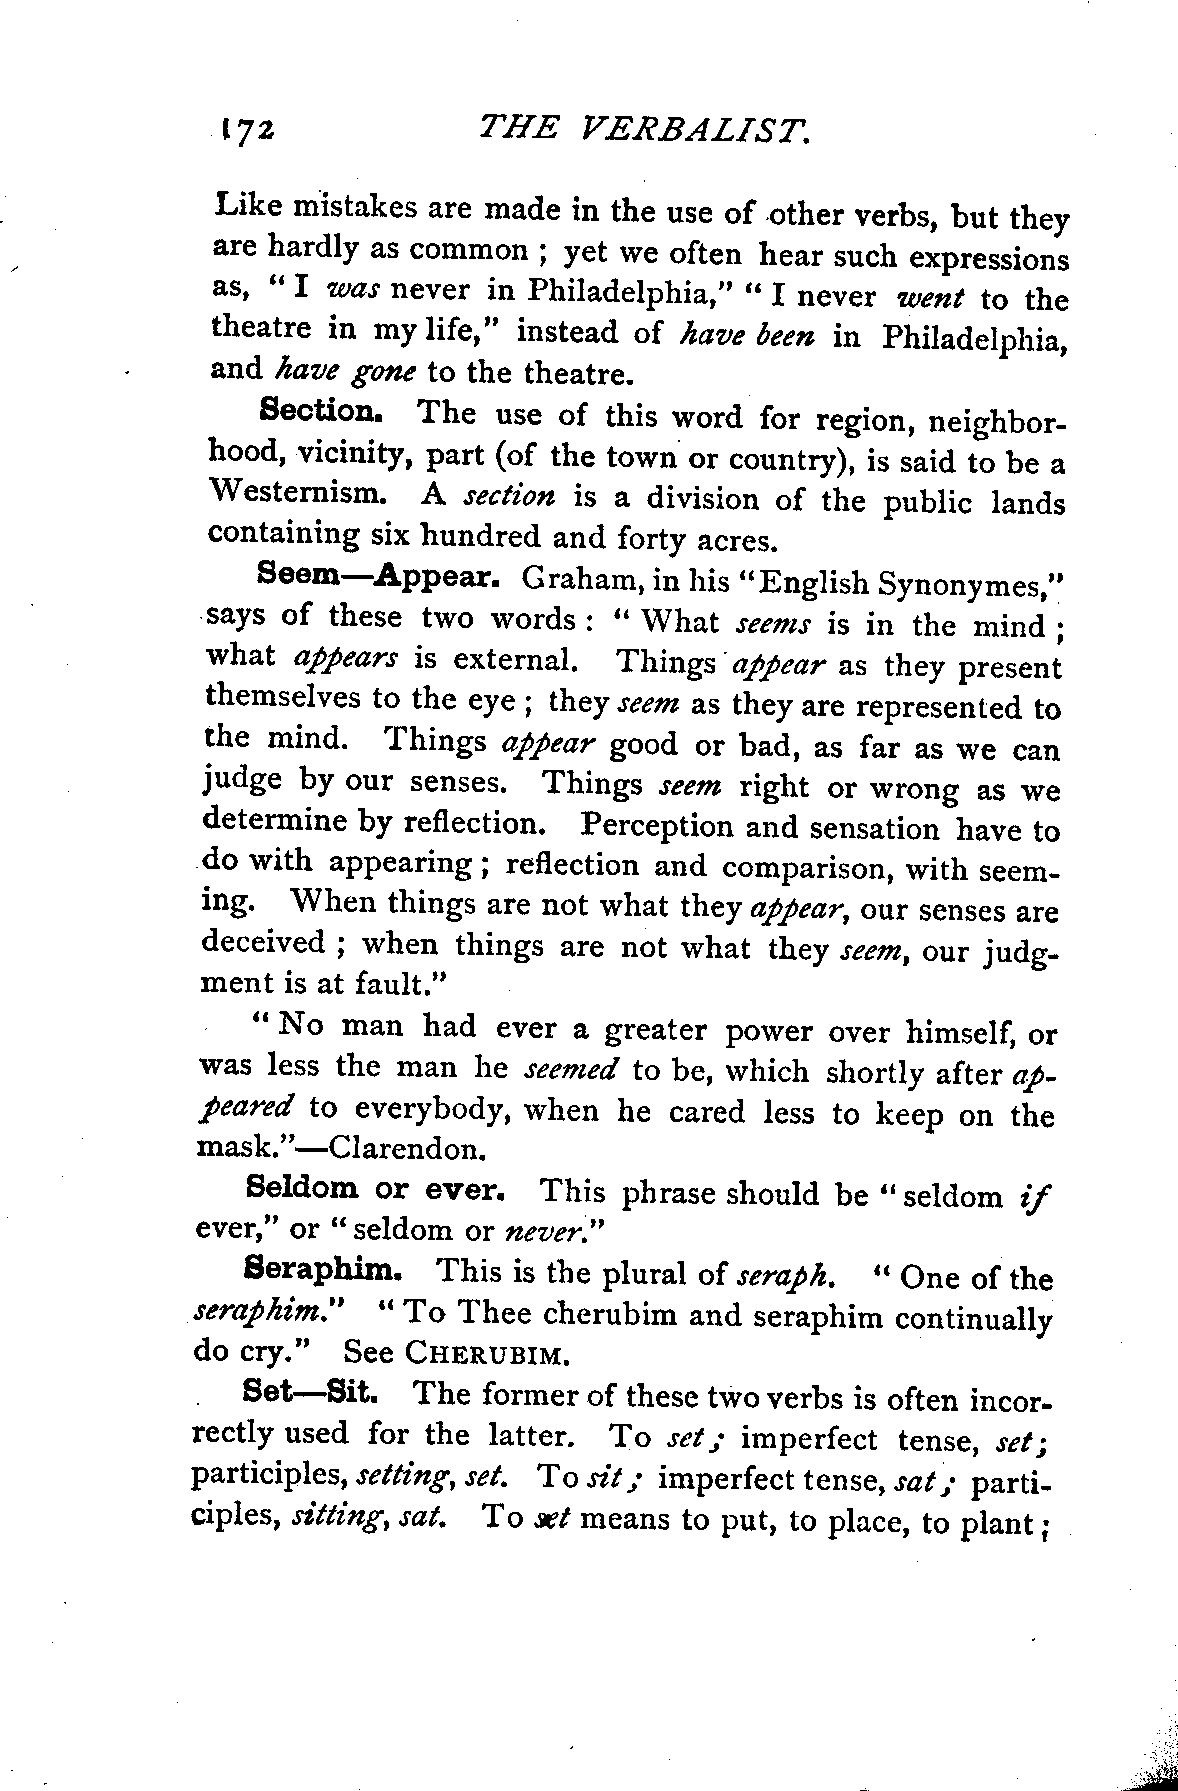 172 THE VERBALIST.
Like mistakes are made in the use of other verbs, but they
are hardly as common ; yet we often hear such expressions
as, “ I was never in Philadelphia,” “ I never went to the
theatre in my life,” instead of have been in Philadelphia,
and have gone to the theatre.
Section. The use of this word for region, neighbor-
hood, vicinity, part (of the town or country), is said to be a
Westernism. A section is a division of the public lands
containing six hundred and forty acres.
Seem—Appear. Graham, in his “English Synonymes,”
says of these two words : “ What seems is in the mind ;
what appears is external. Things appear as they present
themselves to the eye ; they seem as they are represented to
the mind. Things appear good or bad, as far as we can
judge by our senses. Things seem right or wrong as we
determine by reflection. Perception and sensation have to
do with appearing ; reflection and comparison, with seem-
ing. When things are not what they appear, our senses are
deceived ; when things are not what they seem, our judg-
ment is at fault.”
“ No man had ever a greater power over himself, or
was less the man he seemed to be, which shortly after ap-
peared to everybody, when he cared less to keep on the
mask.”—Clarendon.
Seldom or ever. This phrase should be “ seldom if
ever,” or “ seldom or never.”
Seraphim. This is the plural of seraph. “ One of the
seraphim.” “ To Thee cherubim and seraphim continually
do cry.” See CHERUBIM.
Set—Sit. The former of these two verbs is often incor-
rectly used for the latter. To set ; imperfect tense, set ;
participles, setting, set. To sit ; imperfect tense, sat ; parti-
ciples, sitting, sat. To set means to put, to place, to plant ;